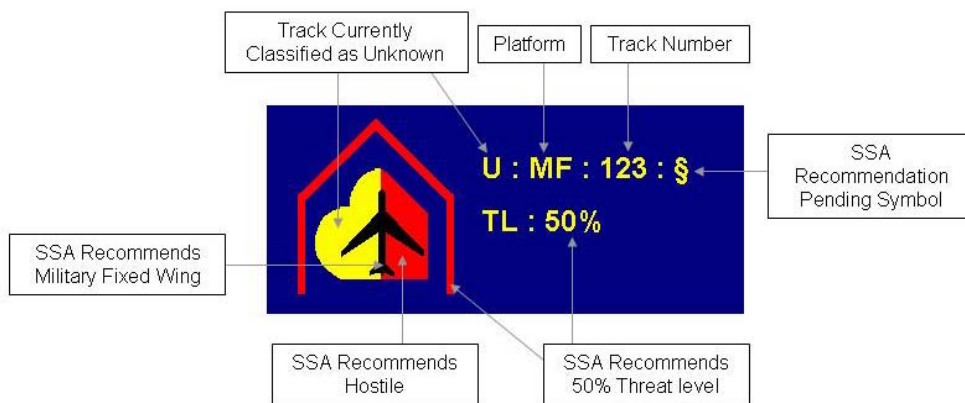 Track Currently
Classified as Unknown
Platform
Track Number
U : MF : 123 : §
TL : 50%
SSA
Recommendation
Pending Symbol
SSA Recommends
Military Fixed Wing
SSA Recommends
Hostile
SSA Recommends
50% Threat level